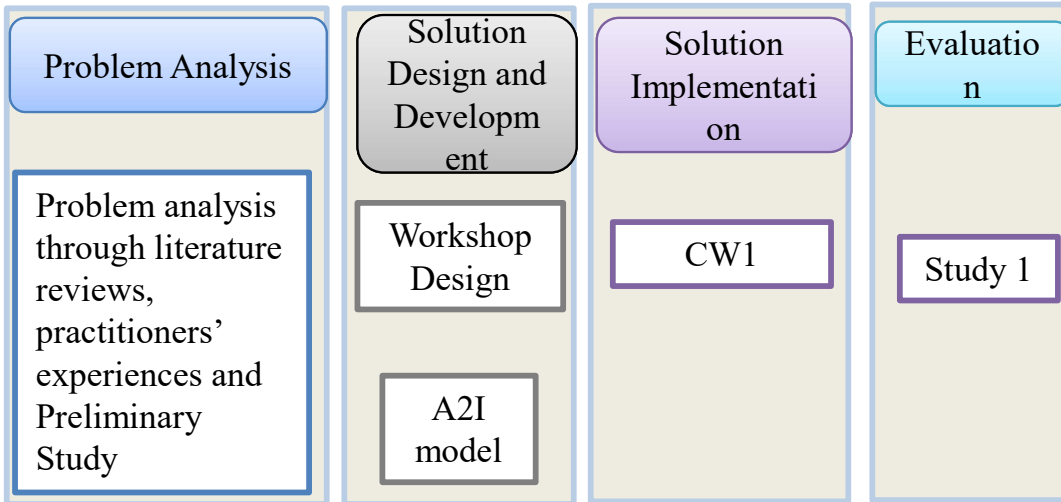 Problem Analysis
Problem analysis
through literature
reviews,
practitioners’
experiences and
Preliminary
Study
Solution
Design and
Developm
ent
Workshop
Design
A2I
model
Solution
Implementati
on
CW1
Evaluatio
n
Study 1